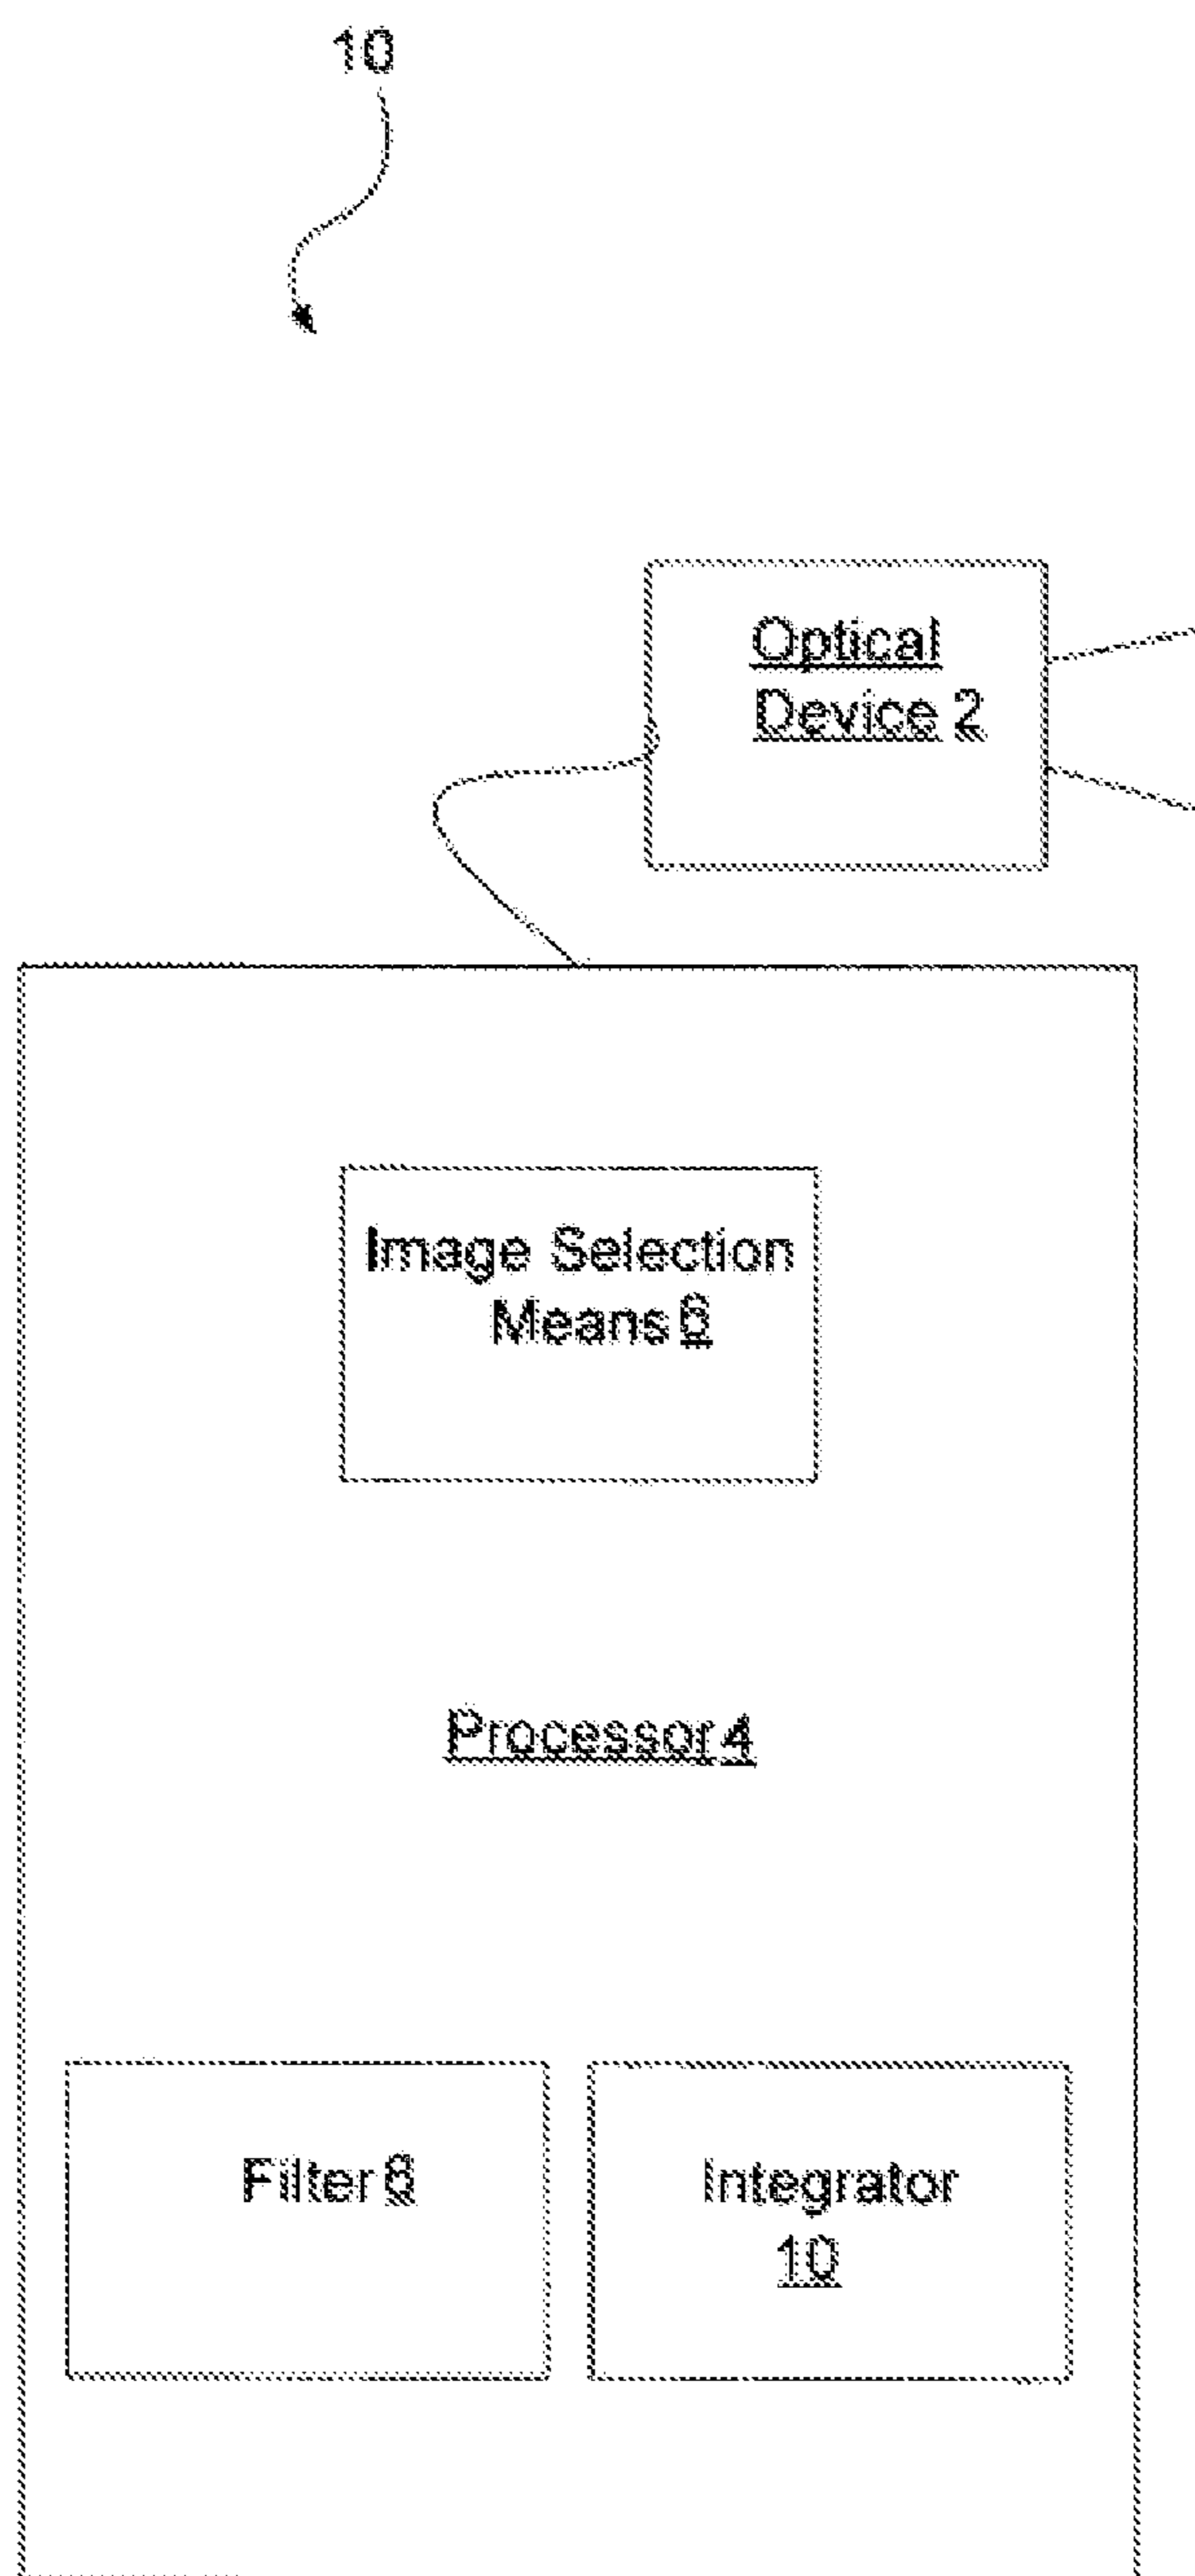 10
Optical
Device 2
Image Selection
Means 6
Processor 4
Filter 8
Integrator
10